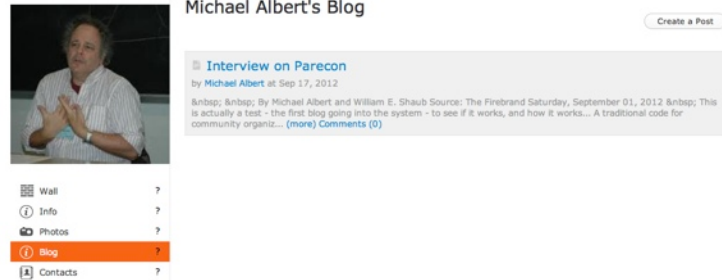 Michael Albert's Blog
Create a Post
Interview on Parecon
by Michael Albert at Sep 17, 2012
&nbsp; &nbsp; By Michael Albert and William E. Shaub Source: The Firebrand Saturday, September 01, 2012 &nbsp; This
is actually a test - the first blog going into the system - to see if it works, and how it works... A traditional code for
community organiz... (more) Comments (0)
Wall ?
Info ?
Photos ?
Blog ?
Contacts ?